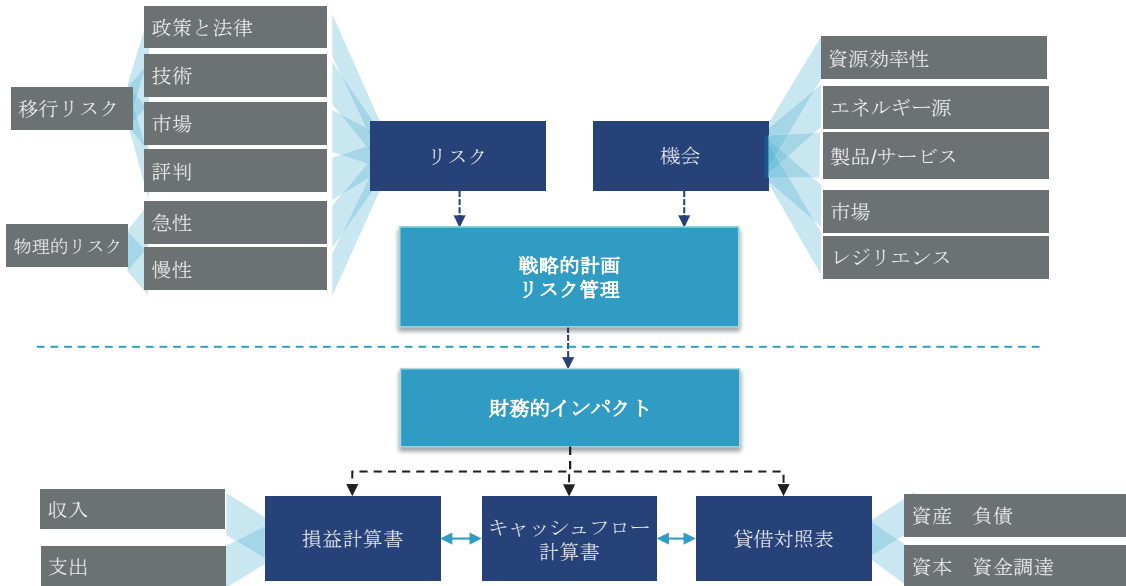 政策と法律
技術
移行リスク
市場
評判
急性
物理的リスク
慢性
リスク
機会
資源効率性
エネルギー源
製品/サービス
市場
レジリエンス
戦略的計画
リスク管理
財務的インパクト
収入
支出
損益計算書
キャッシュフロー
計算書
貸借対照表
資産　負債
資本　資金調達